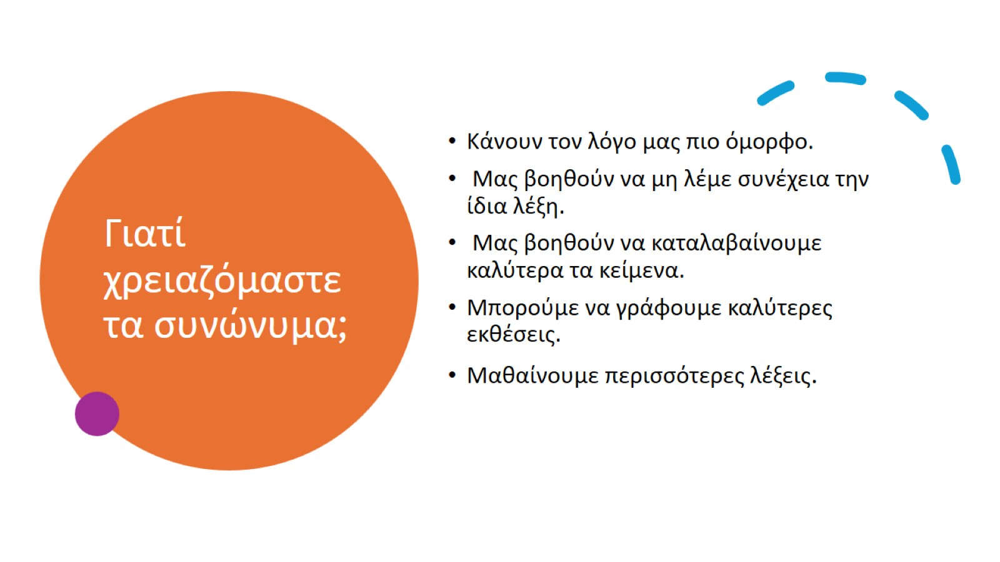 Γιατί
χρειαζόμαστε
τα συνώνυμα;
• Κάνουν τον λόγο μας πιο όμορφο.
• Μας βοηθούν να μη λέμε συνέχεια την
ίδια λέξη.
• Μας βοηθούν να καταλαβαίνουμε
καλύτερα τα κείμενα.
• Μπορούμε να γράφουμε καλύτερες
εκθέσεις.
• Μαθαίνουμε περισσότερες λέξεις.